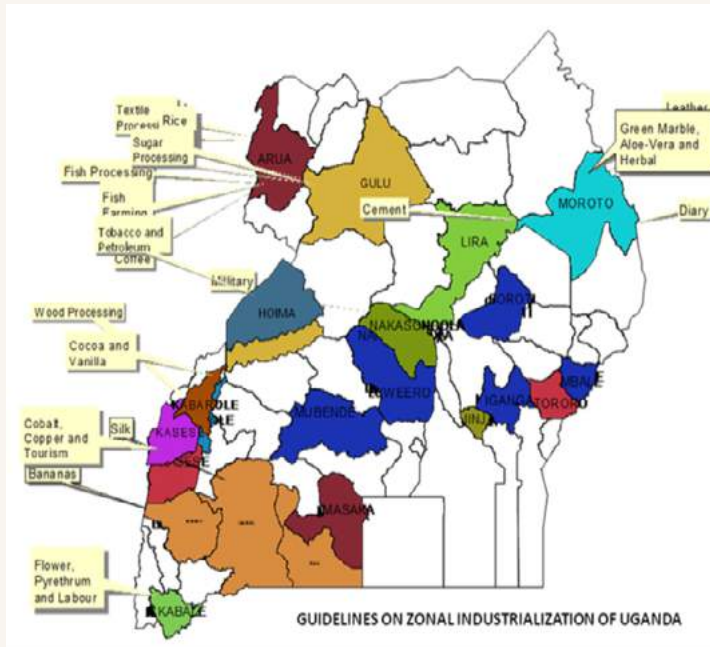 Textile
Process
Rice
Sugar
Processing
Fish Processing
Fish
Farming
Tobacco and
Petroleum
Coffee
Military
Wood Processing
Cocoa and
Vanilla
Cobalt,
Copper and
Tourism
Silk
Bananas
Flower,
Pyrethrum
and Labour
Cement
Leather
Green Marble,
Aloe-Vera and
Herbal
Diary
ARUA
GULU
MOROTO
LIRA
HOIMA
NAKASONGOLA
LUWEERO
MUBENDE
IGANGA
TORORO
MBALE
JINJA
KABAROLE
KASESE
MASAKA
KABALE
GUIDELINES ON ZONAL INDUSTRIALIZATION OF UGANDA